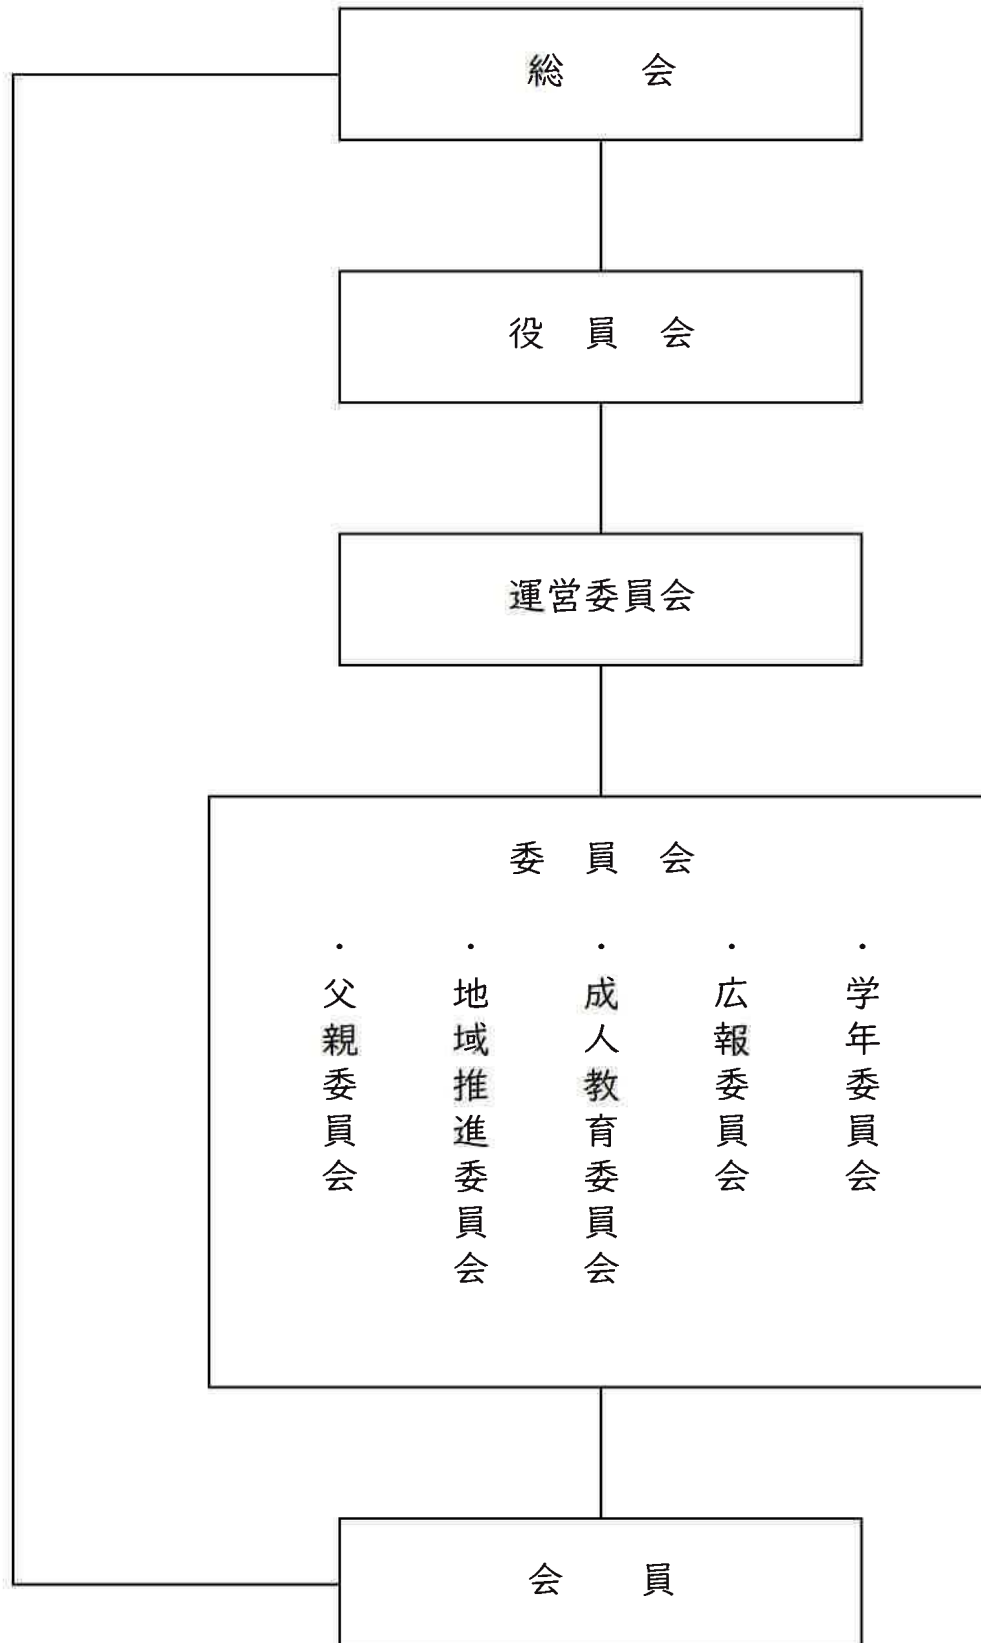 総　会
役　員　会
運営委員会
委　員　会
・学年委員会
・広報委員会
・成人教育委員会
・地域推進委員会
・父親委員会
会　員